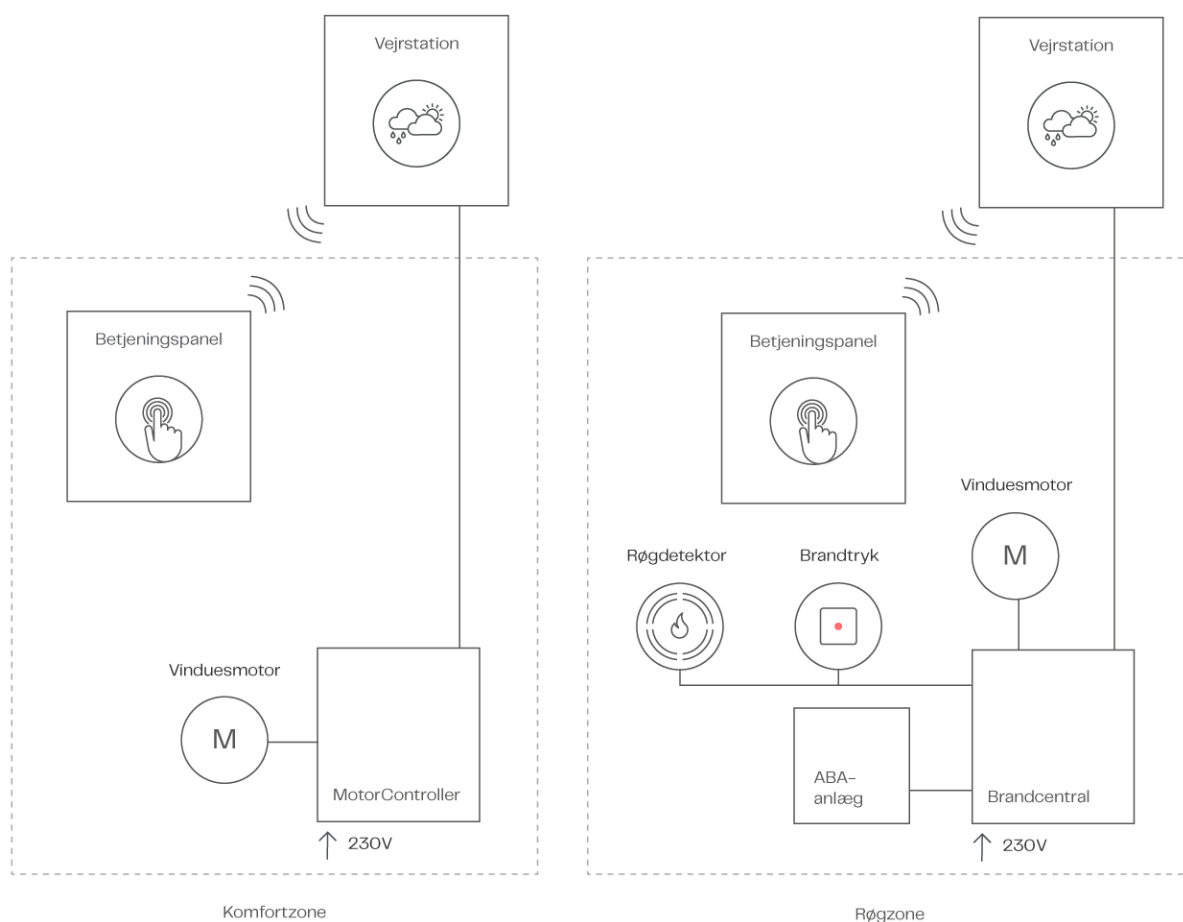 Vejrstation
Betjeningspanel
Vinduesmotor
M
MotorController
230V
Komfortzone
Vejrstation
Betjeningspanel
Vinduesmotor
M
Røgdetektor
Brandtryk
ABA-
anlæg
Brandcentral
230V
Røgzone